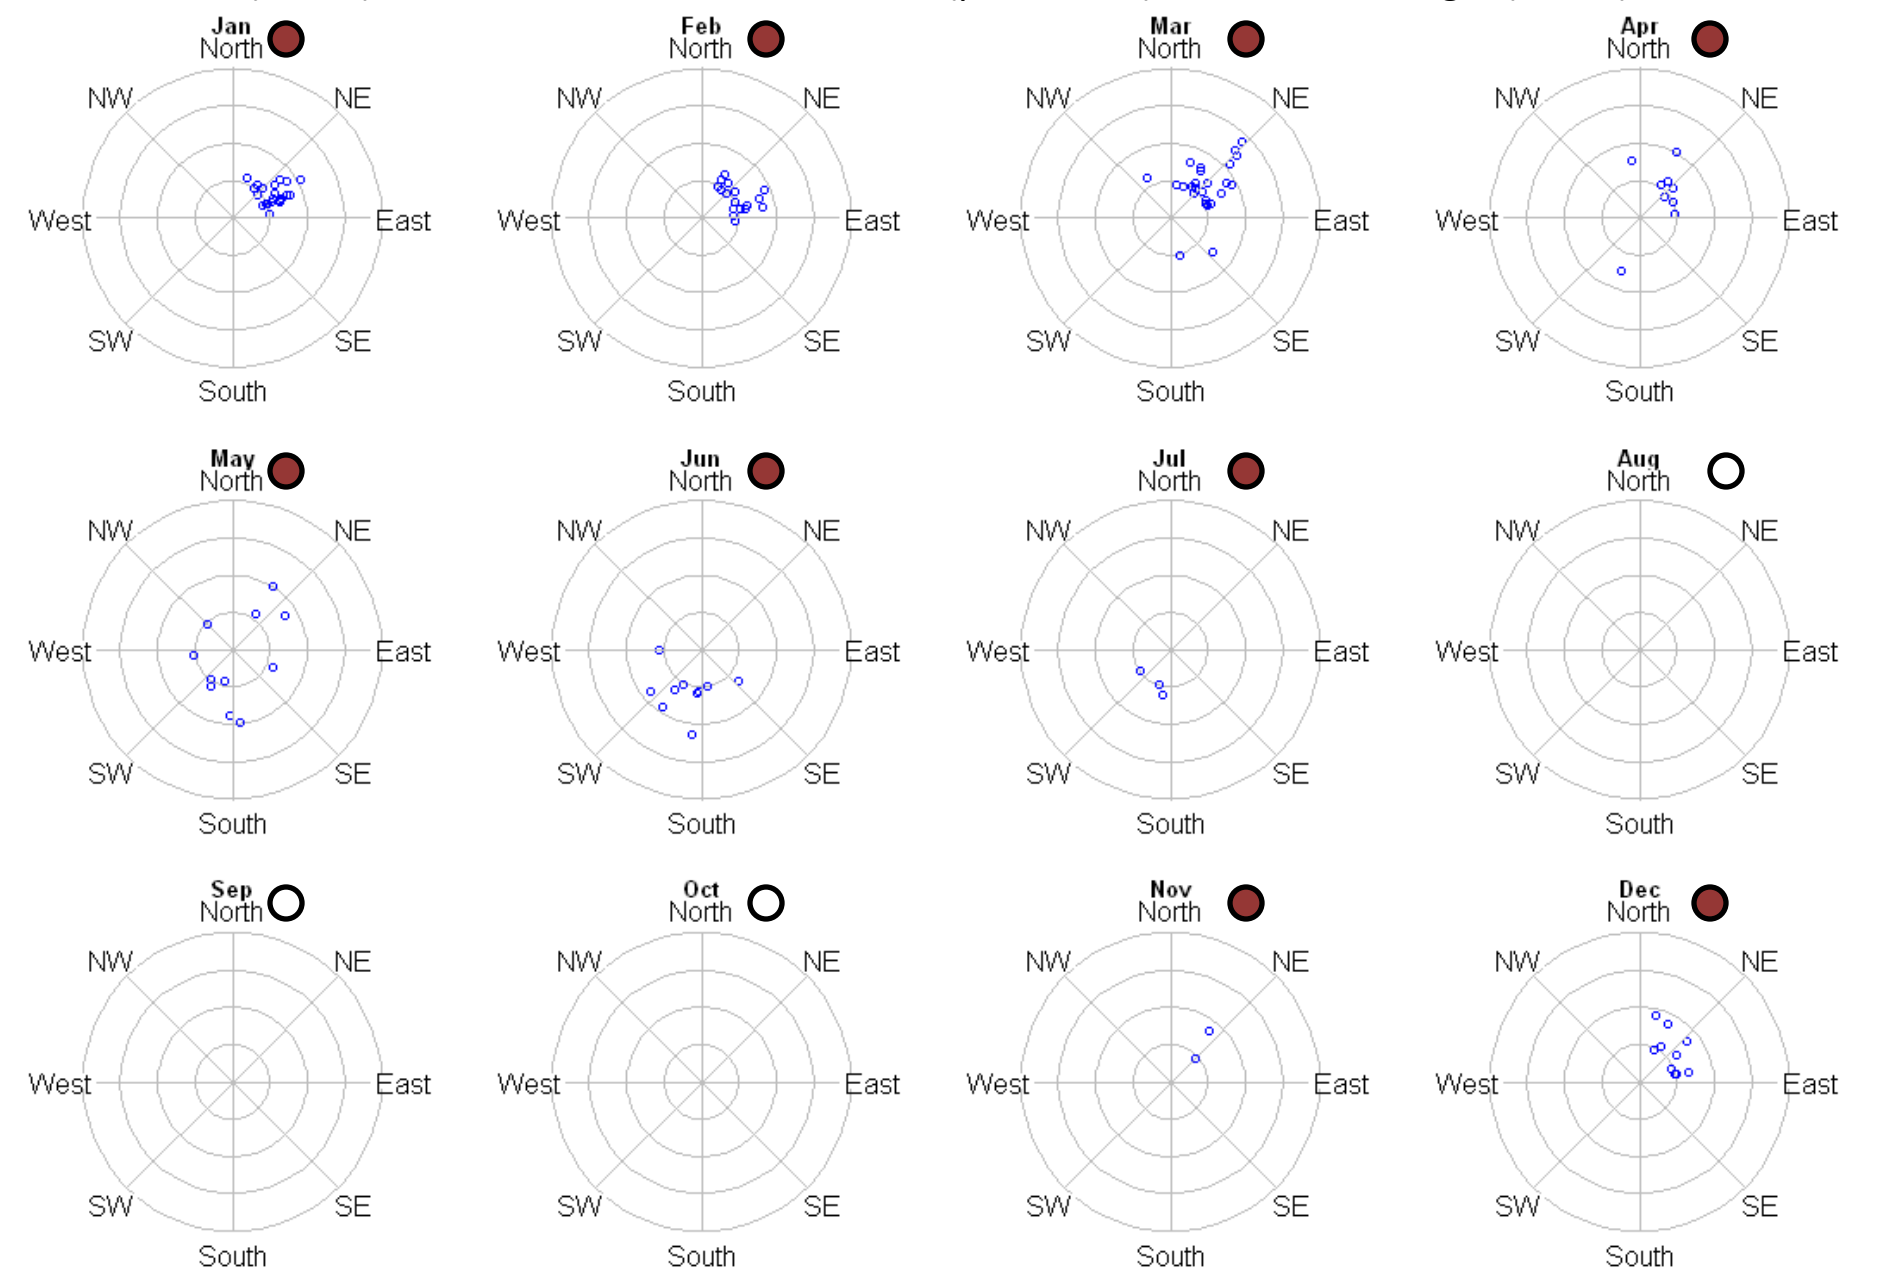 Jan Feb Mar Apr
North North North North
NW NE NW NE NW NE NW NE
West East West East West East West East
SW SE SW SE SW SE SW SE
South South South South
May Jun Jul Aug
North North North North
NW NE NW NE NW NE NW NE
West East West East West East West East
SW SE SW SE SW SE SW SE
South South South South
Sep Oct Nov Dec
North North North North
NW NE NW NE NW NE NW NE
West East West East West East West East
SW SE SW SE SW SE SW SE
South South South South